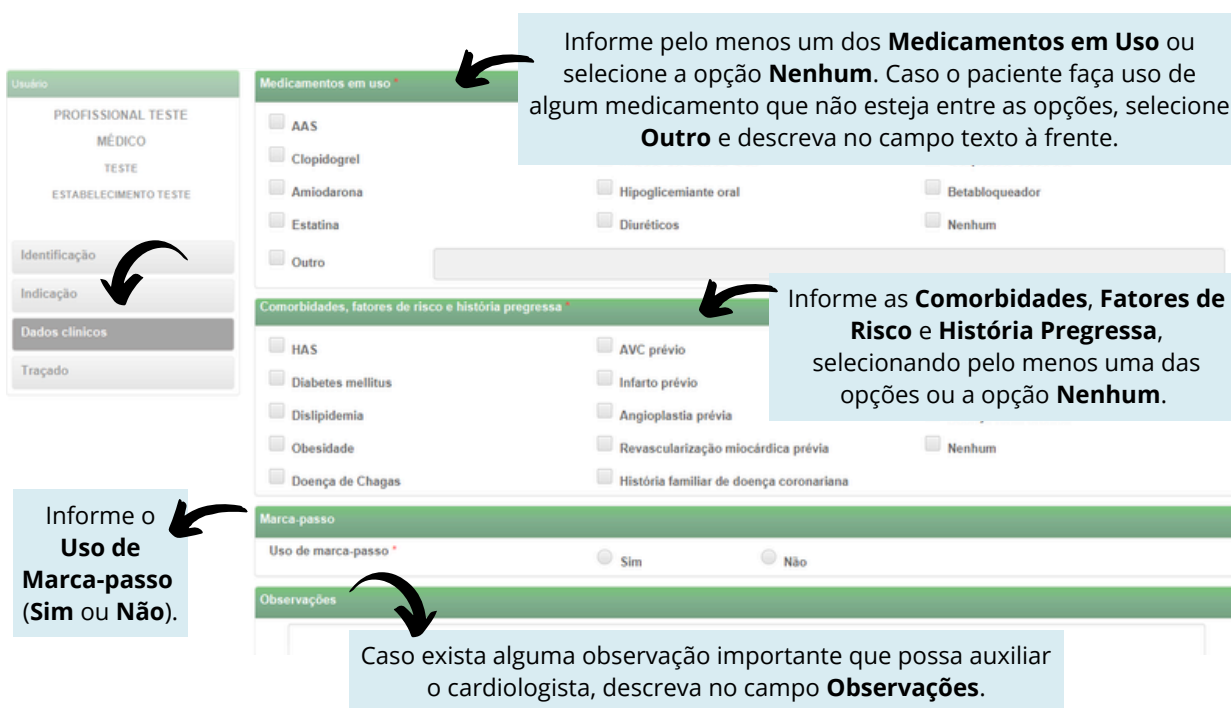 Informe pelo menos um dos Medicamentos em Uso ou
selecione a opção Nenhum. Caso o paciente faça uso de
algum medicamento que não esteja entre as opções, selecione
Outro e descreva no campo texto à frente.
Usuário
PROFISSIONAL TESTE
MÉDICO
TESTE
ESTABELECIMENTO TESTE
Identificação
Indicação
Dados clínicos
Traçado
Medicamentos em uso *
AAS
Clopidogrel
Amiodarona
Hipoglicemiante oral
Betabloqueador
Estatina
Diuréticos
Nenhum
Outro
Informe as Comorbidades, Fatores de
Risco e História Pregressa,
selecionando pelo menos uma das
opções ou a opção Nenhum.
Comorbidades, fatores de risco e história pregressa *
HAS
AVC prévio
Diabetes mellitus
Infarto prévio
Dislipidemia
Angioplastia prévia
Obesidade
Revascularização miocárdica prévia
Nenhum
Doença de Chagas
História familiar de doença coronariana
Informe o
Uso de
Marca-passo
(Sim ou Não).
Marca-passo
Uso de marca-passo *
Sim
Não
Observações
Caso exista alguma observação importante que possa auxiliar
o cardiologista, descreva no campo Observações.